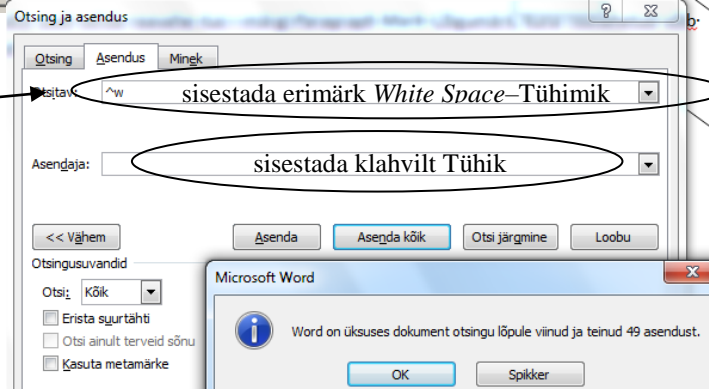 Otsing ja asendus
b·
Otsing Asendus Minek
Otsitav: ^w sisestada erimärk White Space–Tühimik
Asendaja: sisestada klahvilt Tühik
<< Vähem Asenda Asenda kõik Otsi järgmine Loobu
Otsingusuvandid
Otsi: Kõik
Microsoft Word
Erista suurtähti
Otsi ainult terveid sõnu
Kasuta metamärke
Word on üksuses dokument otsingu lõpule viinud ja teinud 49 asendust.
OK Spikker